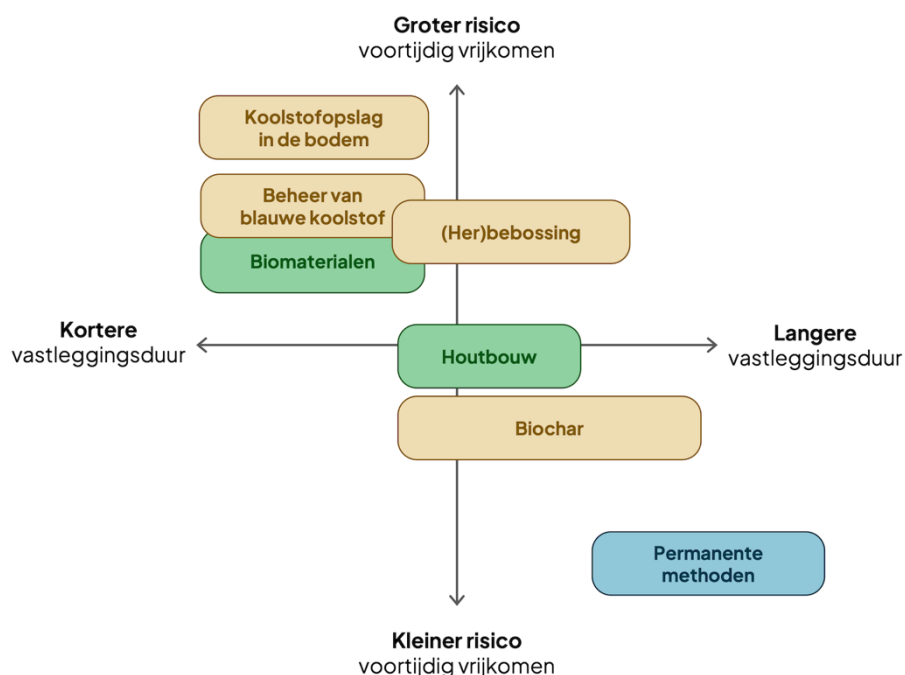 Groter risico
voortijdig vrijkomen
Koolstofopslag
in de bodem
Beheer van
blauwe koolstof
(Her)bebossing
Biomaterialen
Kortere
vastleggingsduur
Houtbouw
Langere
vastleggingsduur
Biochar
Permanente
methoden
Kleiner risico
voortijdig vrijkomen